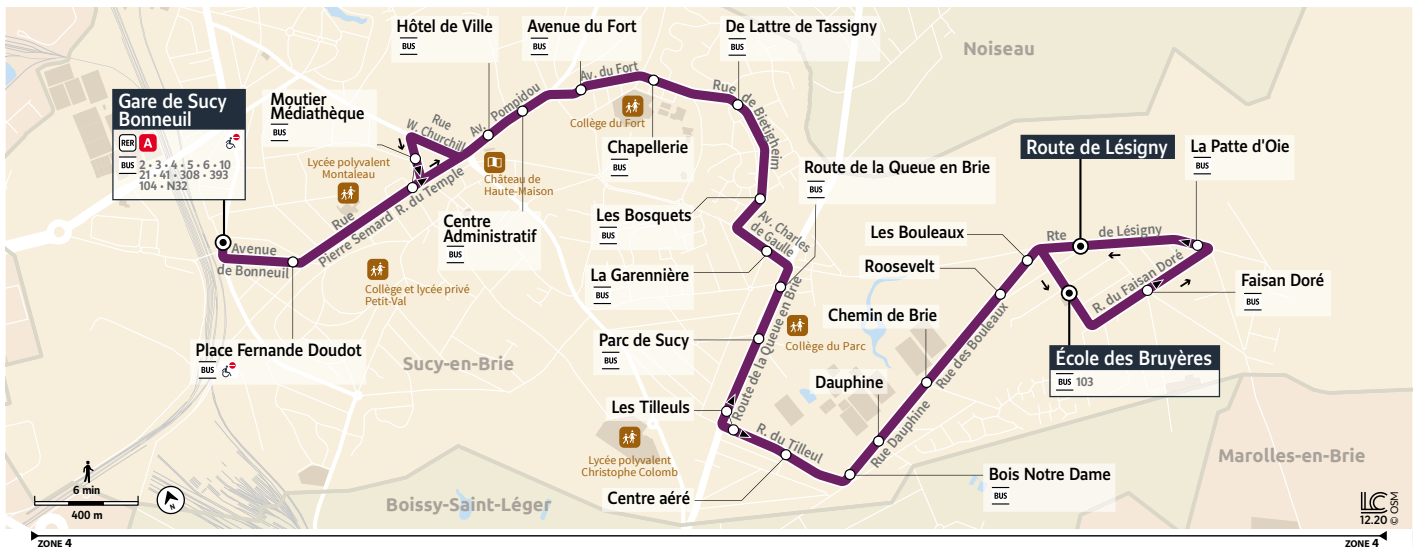 Hôtel de Ville
BUS
Avenue du Fort
BUS
De Lattre de Tassigny
BUS
Noiseau
Gare de Sucy
Bonneuil
RER A
BUS 2 • 3 • 4 • 5 • 6 • 10
21 • 41 • 308 • 393
104 • N32
Moutier
Médiathèque
BUS
Rue
W. Churchill
Av. Pompidou
Av. du Fort
Rue de Bietigheim
Collège du Fort
Chapellerie
BUS
Lycée polyvalent
Montaleau
Château de
Haute-Maison
Route de la Queue en Brie
BUS
Route de Lésigny
La Patte d'Oie
BUS
Rue
Pierre Semard
R. du Temple
Centre
Administratif
BUS
Les Bosquets
BUS
Av. Charles
de Gaulle
Les Bouleaux
Rte de Lésigny
Avenue
de Bonneuil
Collège et lycée privé
Petit-Val
La Garennière
BUS
Roosevelt
R. du Faisan Doré
Faisan Doré
BUS
Place Fernande Doudot
BUS
Sucy-en-Brie
Parc de Sucy
BUS
Route de la Queue en Brie
Collège du Parc
Chemin de Brie
Rue des Bouleaux
École des Bruyères
BUS 103
Les Tilleuls
Dauphine
Rue Dauphine
R. du Tilleul
Lycée polyvalent
Christophe Colomb
Centre aéré
Bois Notre Dame
BUS
Marolles-en-Brie
Boissy-Saint-Léger
6 min
400 m
N
LC
12.20
© OSM
ZONE 4
ZONE 4